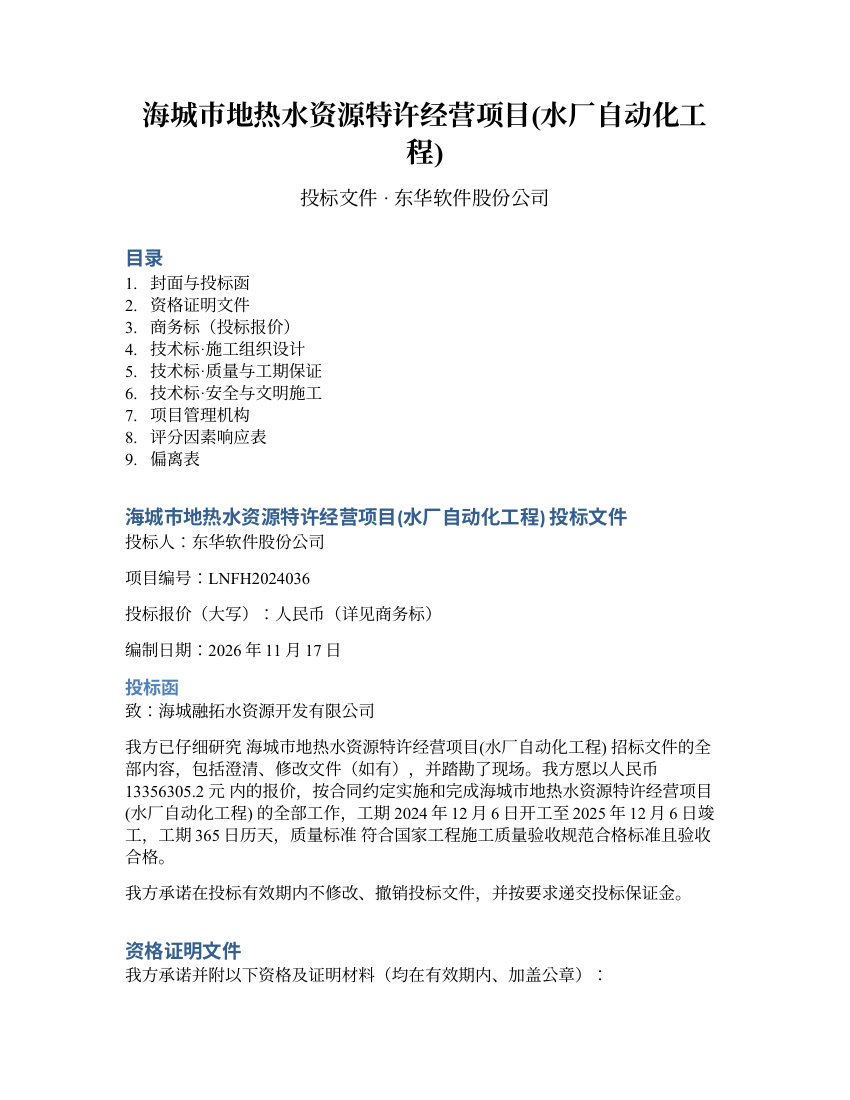 海城市地热水资源特许经营项目(水厂自动化工
程)
投标文件 · 东华软件股份公司
目录
1. 封面与投标函
2. 资格证明文件
3. 商务标（投标报价）
4. 技术标·施工组织设计
5. 技术标·质量与工期保证
6. 技术标·安全与文明施工
7. 项目管理机构
8. 评分因素响应表
9. 偏离表
海城市地热水资源特许经营项目(水厂自动化工程) 投标文件
投标人：东华软件股份公司
项目编号：LNFH2024036
投标报价（大写）：人民币（详见商务标）
编制日期：2026 年 11 月 17 日
投标函
致：海城融拓水资源开发有限公司
我方已仔细研究 海城市地热水资源特许经营项目(水厂自动化工程) 招标文件的全
部内容，包括澄清、修改文件（如有），并踏勘了现场。我方愿以人民币
13356305.2 元 内的报价，按合同约定实施和完成海城市地热水资源特许经营项目
(水厂自动化工程) 的全部工作，工期 2024 年 12 月 6 日开工至 2025 年 12 月 6 日竣
工，工期 365 日历天，质量标准 符合国家工程施工质量验收规范合格标准且验收
合格。
我方承诺在投标有效期内不修改、撤销投标文件，并按要求递交投标保证金。
资格证明文件
我方承诺并附以下资格及证明材料（均在有效期内、加盖公章）：